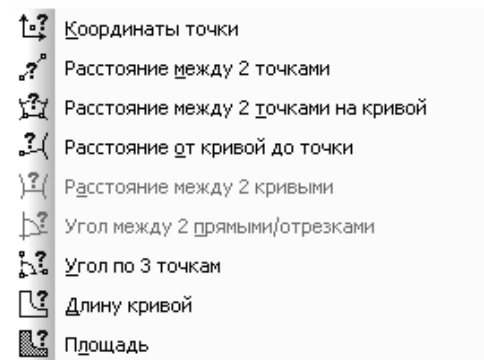 Координаты точки
Расстояние между 2 точками
Расстояние между 2 точками на кривой
Расстояние от кривой до точки
Расстояние между 2 кривыми
Угол между 2 прямыми/отрезками
Угол по 3 точкам
Длину кривой
Площадь